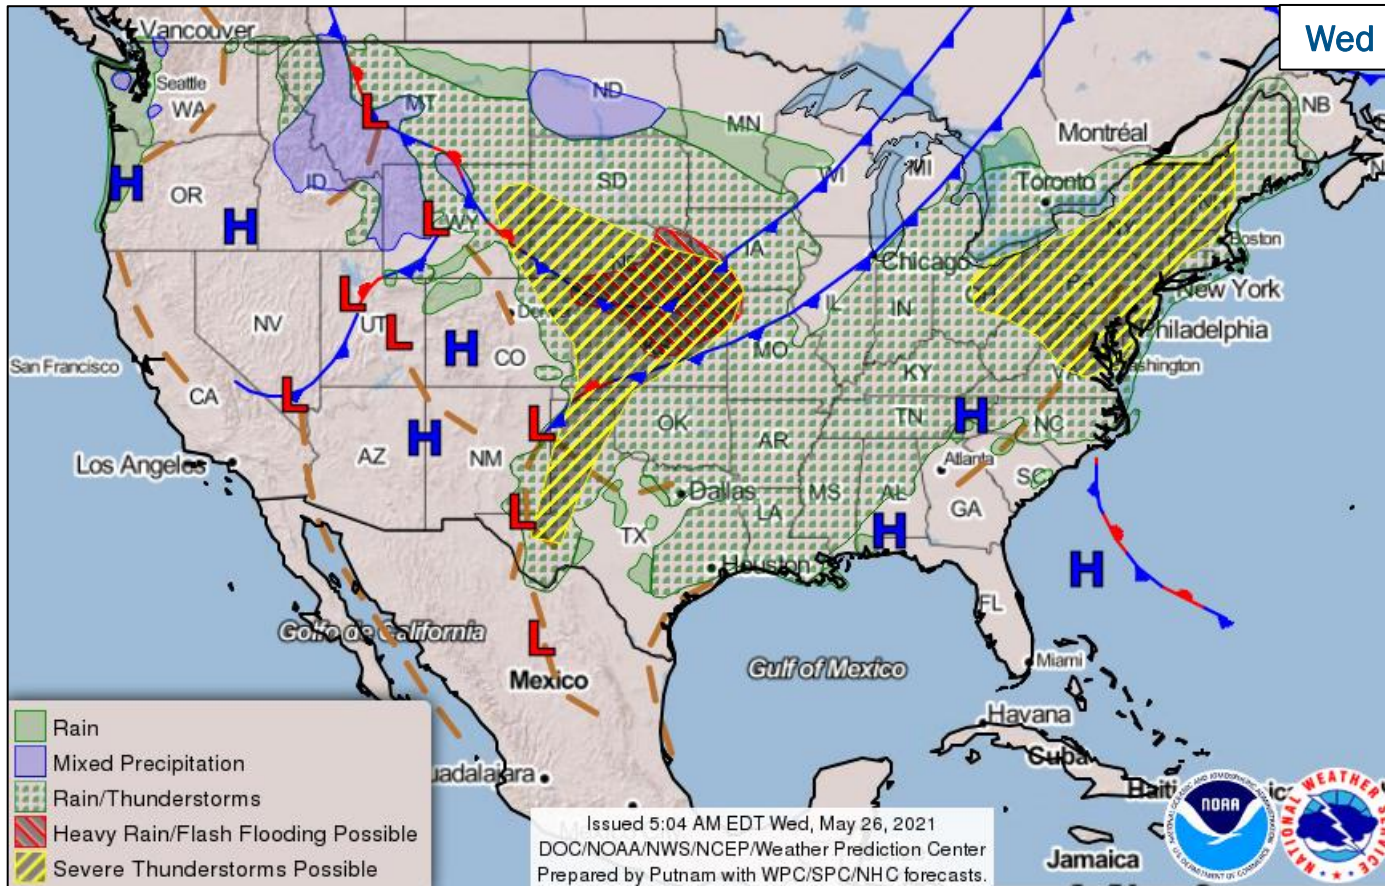 Wed
Vancouver
Seattle
WA
MT
ND
MN
Montréal
NB
OR
ID
WY
SD
WI
MI
Toronto
NY
Boston
NV
UT
CO
IA
Chicago
IL
IN
OH
PA
New York
Philadelphia
San Francisco
CA
MO
KY
VA
Washington
Los Angeles
AZ
NM
OK
AR
TN
NC
Atlanta
SC
Dallas
TX
LA
MS
AL
GA
Houston
FL
Golfo de California
Gulf of Mexico
Miami
Mexico
Havana
Cuba
Haiti
uadalajara
Jamaica
H
H
H
H
H
H
H
L
L
L
L
L
L
L
L
Rain
Mixed Precipitation
Rain/Thunderstorms
Heavy Rain/Flash Flooding Possible
Severe Thunderstorms Possible
Issued 5:04 AM EDT Wed, May 26, 2021
DOC/NOAA/NWS/NCEP/Weather Prediction Center
Prepared by Putnam with WPC/SPC/NHC forecasts.
NOAA
NATIONAL WEATHER SERVICE